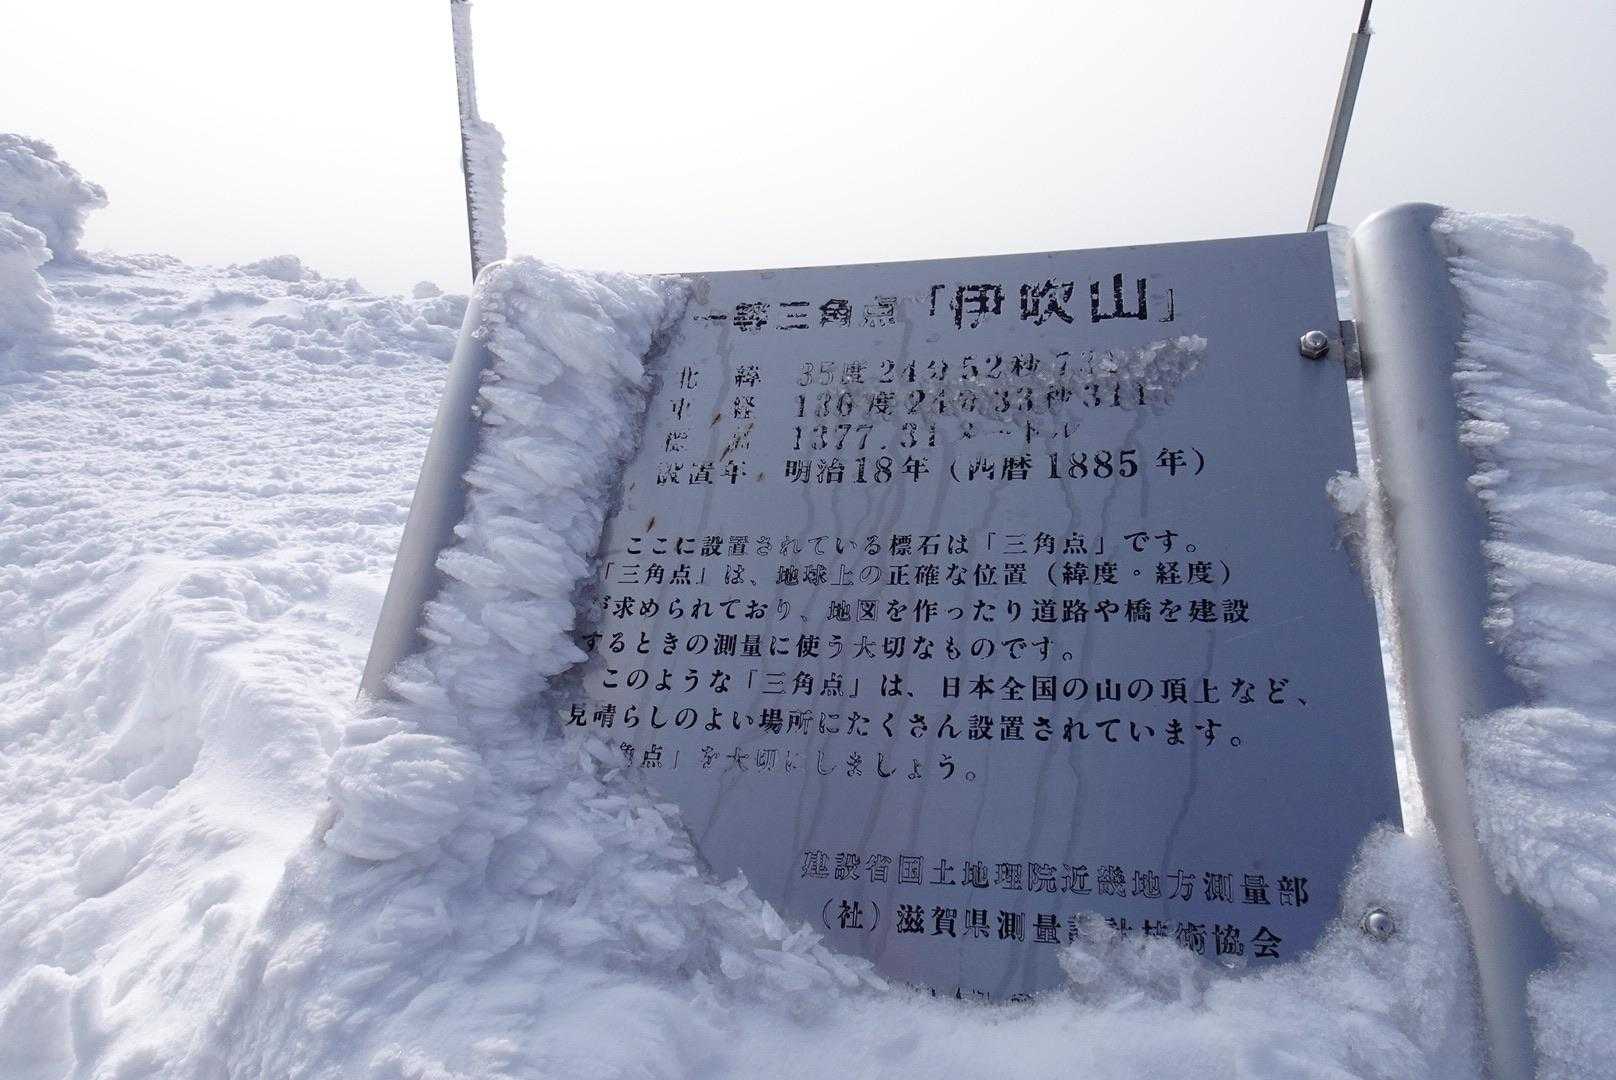 一等三角点「伊吹山」
北緯 35度24分52秒73
東経 136度24分33秒311
標高 1377.31メートル
設置年 明治18年(西暦1885年)
ここに設置されている標石は「三角点」です。
「三角点」は、地球上の正確な位置(緯度・経度)
が求められており、地図を作ったり道路や橋を建設
するときの測量に使う大切なものです。
このような「三角点」は、日本全国の山の頂上など、
見晴らしのよい場所にたくさん設置されています。
角点」を大切にしましょう。
建設省国土地理院近畿地方測量部
(社)滋賀県測量設計技術協会